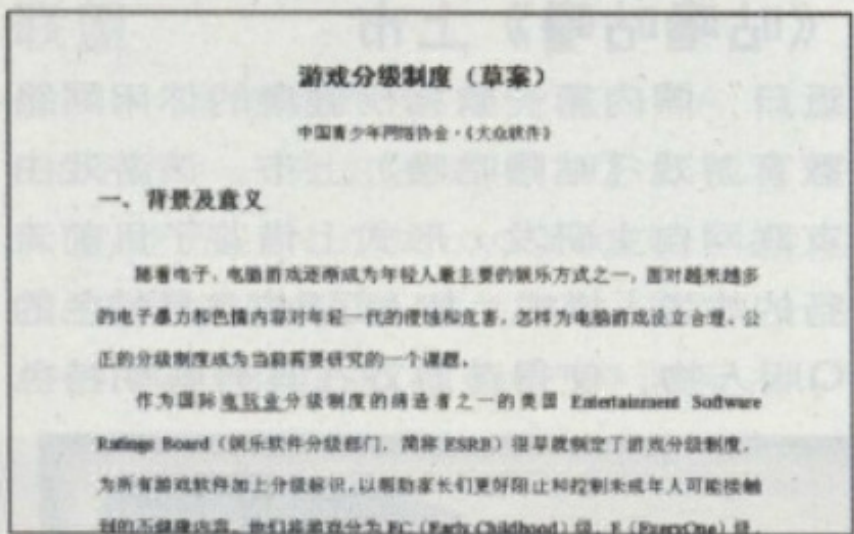 游戏分级制度（草案）
中国青少年网络协会·《大众软件》
一、背景及意义
随着电子、电脑游戏逐渐成为年轻人最主要的娱乐方式之一，面对越来越多
的电子暴力和色情内容对年轻一代的侵蚀和危害，怎样为电脑游戏设立合理、公
正的分级制度成为当前需要研究的一个课题。
作为国际电玩业分级制度的缔造者之一的美国 Entertainment Software
Ratings Board（娱乐软件分级部门，简称 ESRB）很早就制定了游戏分级制度，
为所有游戏软件加上分级标识，以帮助家长们更好阻止和控制未成年人可能接触
到的不健康内容。他们将游戏分为 EC（Early Childhood）级、E（EveryOne）级、